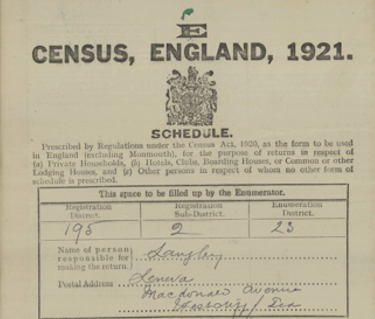 E
CENSUS, ENGLAND, 1921.
SCHEDULE.
Prescribed by Regulations under the Census Act, 1920, as the form to be used
in England (excluding Monmouth), for the purpose of returns in respect of
(a) Private Households, (b) Hotels, Clubs, Boarding Houses, or Common or other
Lodging Houses, and (c) Other persons in respect of whom no other form of
schedule is prescribed.
This space to be filled up by the Enumerator.
Registration District. Registration Sub-District. Enumeration District.
195 2 23
Name of person responsible for making the return. Langley
Postal Address Geneva
Macdonald Avenue